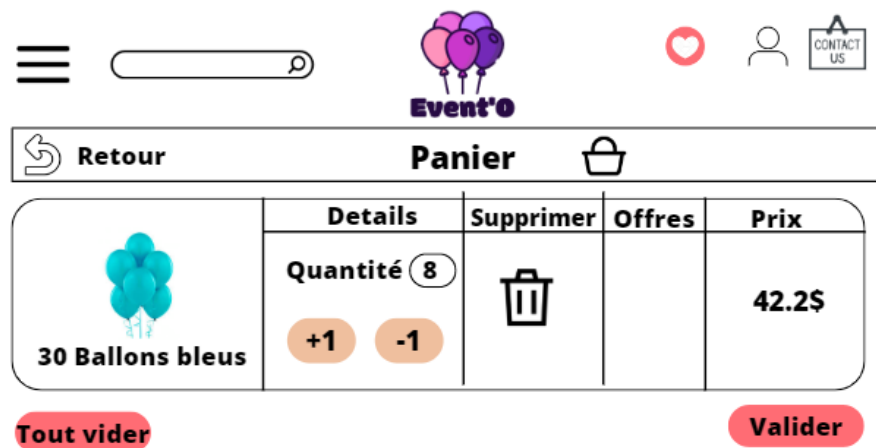 CONTACT
US
Event'O
Retour
Panier
Details
Supprimer
Offres
Prix
Quantité 8
42.2$
+1
-1
30 Ballons bleus
Tout vider
Valider